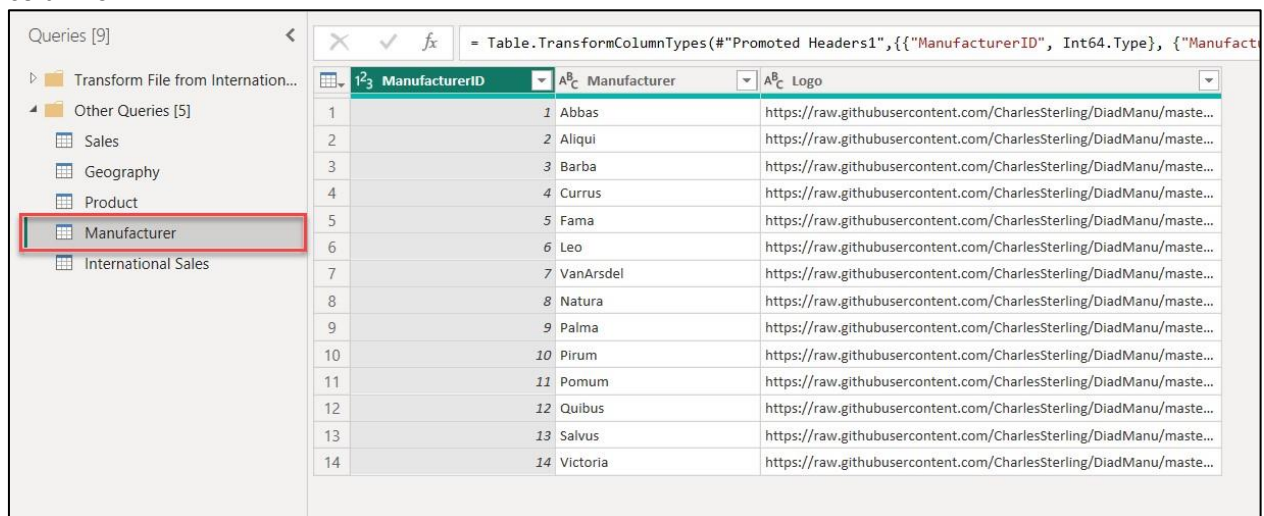 Queries [9]
fx = Table.TransformColumnTypes(#"Promoted Headers1",{{"ManufacturerID", Int64.Type}, {"Manufact
Transform File from Internation...
Other Queries [5]
Sales
Geography
Product
Manufacturer
International Sales
1²3 ManufacturerID ABC Manufacturer ABC Logo
1 1 Abbas https://raw.githubusercontent.com/CharlesSterling/DiadManu/maste...
2 2 Aliqui https://raw.githubusercontent.com/CharlesSterling/DiadManu/maste...
3 3 Barba https://raw.githubusercontent.com/CharlesSterling/DiadManu/maste...
4 4 Currus https://raw.githubusercontent.com/CharlesSterling/DiadManu/maste...
5 5 Fama https://raw.githubusercontent.com/CharlesSterling/DiadManu/maste...
6 6 Leo https://raw.githubusercontent.com/CharlesSterling/DiadManu/maste...
7 7 VanArsdel https://raw.githubusercontent.com/CharlesSterling/DiadManu/maste...
8 8 Natura https://raw.githubusercontent.com/CharlesSterling/DiadManu/maste...
9 9 Palma https://raw.githubusercontent.com/CharlesSterling/DiadManu/maste...
10 10 Pirum https://raw.githubusercontent.com/CharlesSterling/DiadManu/maste...
11 11 Pomum https://raw.githubusercontent.com/CharlesSterling/DiadManu/maste...
12 12 Quibus https://raw.githubusercontent.com/CharlesSterling/DiadManu/maste...
13 13 Salvus https://raw.githubusercontent.com/CharlesSterling/DiadManu/maste...
14 14 Victoria https://raw.githubusercontent.com/CharlesSterling/DiadManu/maste...